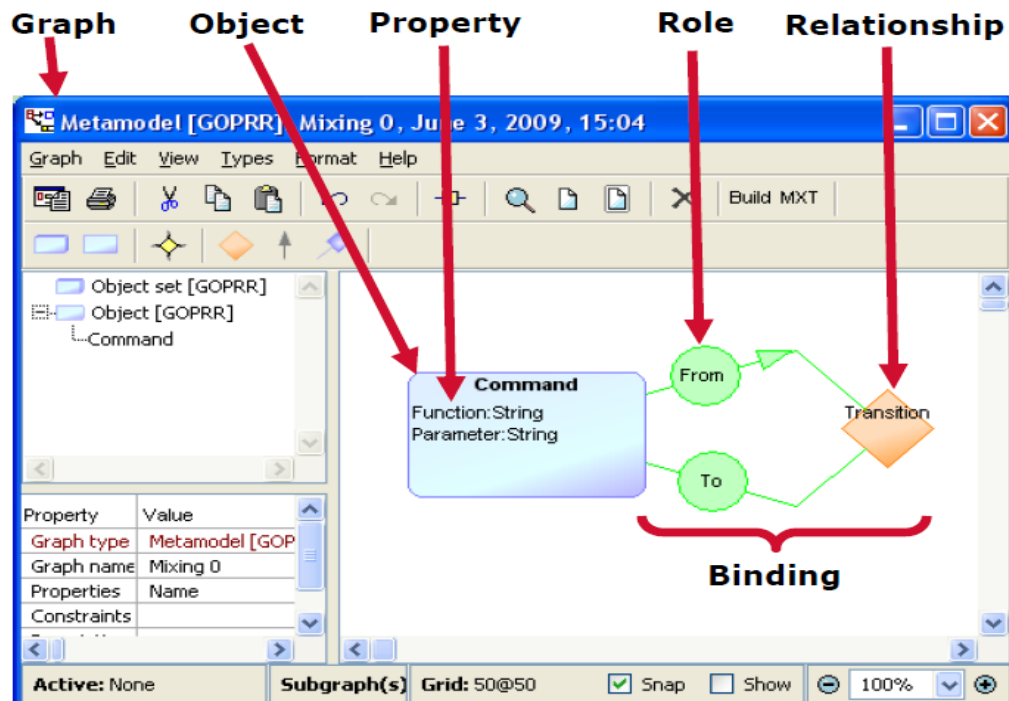 Graph Object Property Role Relationship
Metamodel [GOPRR] Mixing 0, June 3, 2009, 15:04
Graph Edit View Types Format Help
Build MXT
Object set [GOPRR]
Object [GOPRR]
Command
Command
Function:String
Parameter:String
From
To
Transition
Binding
Property Value
Graph type Metamodel [GOP
Graph name Mixing 0
Properties Name
Constraints
Active: None Subgraph(s) Grid: 50@50 Snap Show 100%